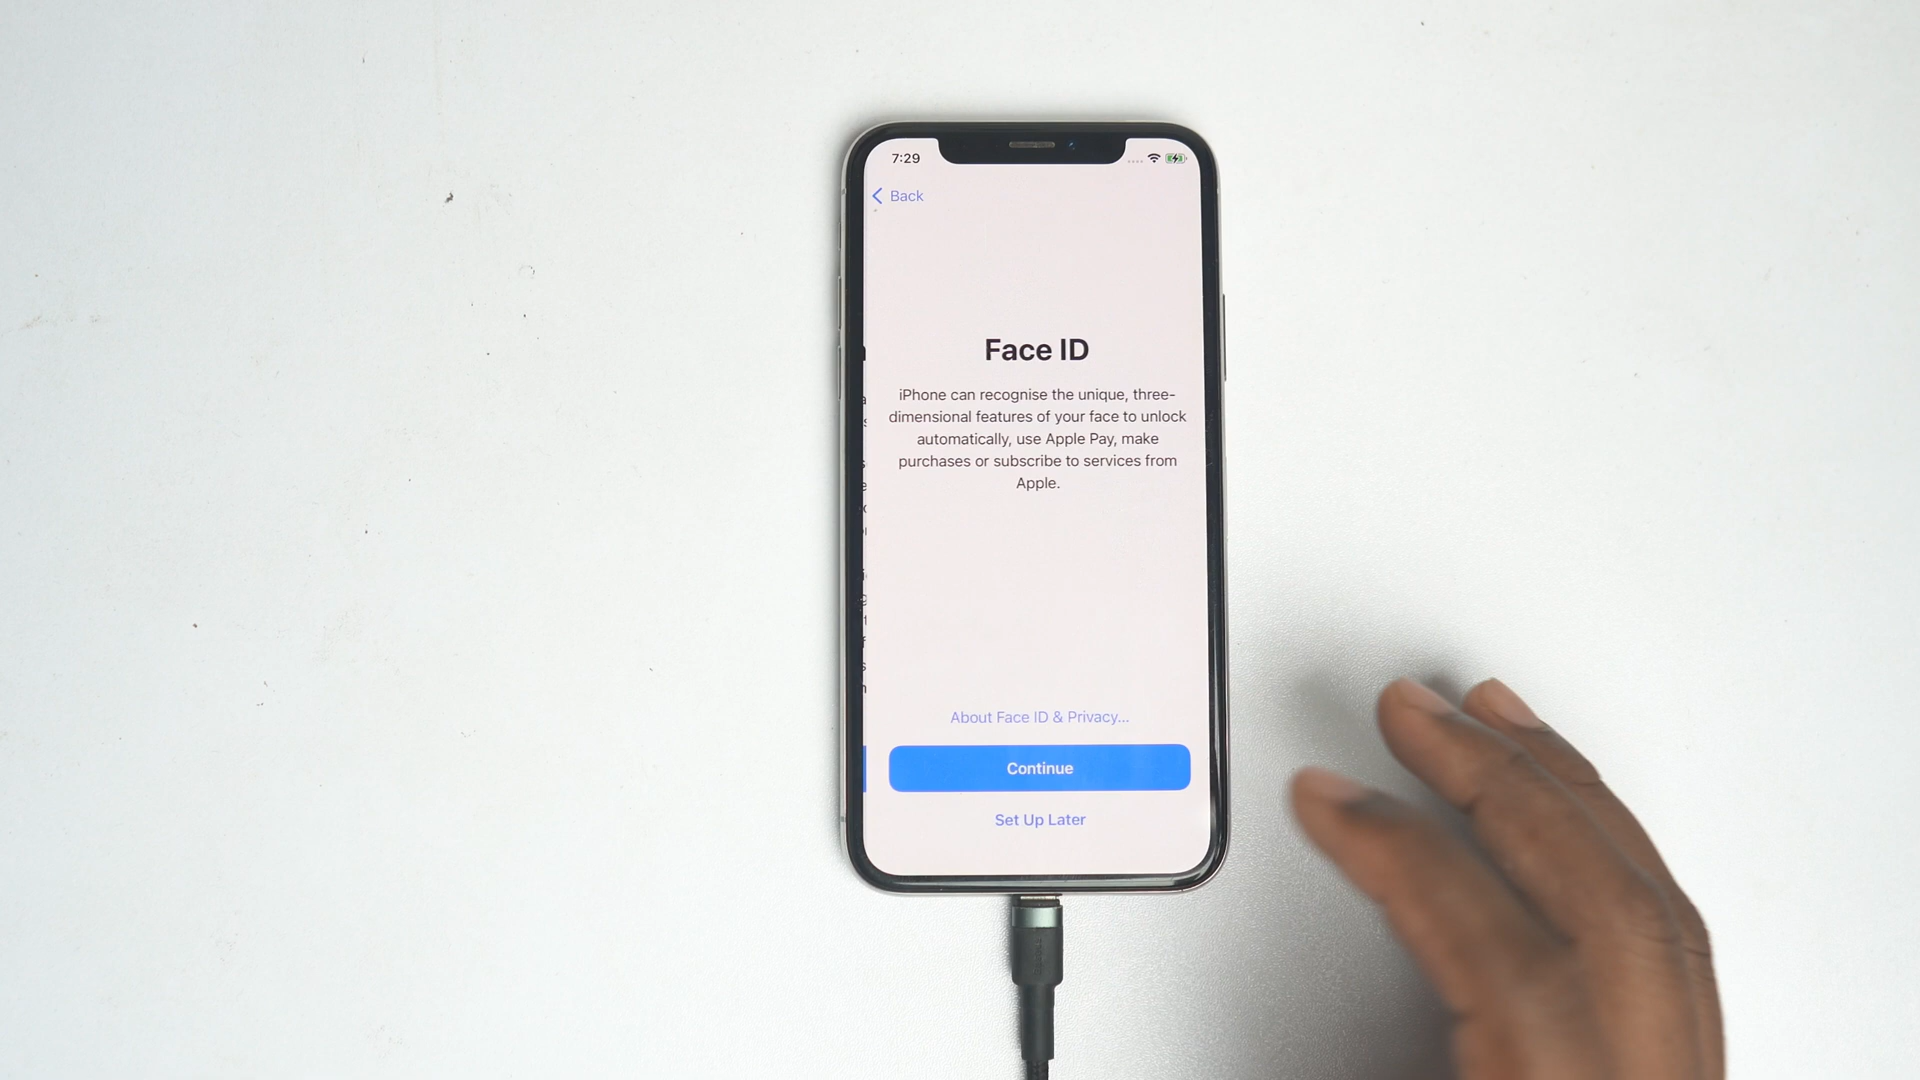 7:29
Back
Face ID
iPhone can recognise the unique, three-
dimensional features of your face to unlock
automatically, use Apple Pay, make
purchases or subscribe to services from
Apple.
About Face ID & Privacy...
Continue
Set Up Later